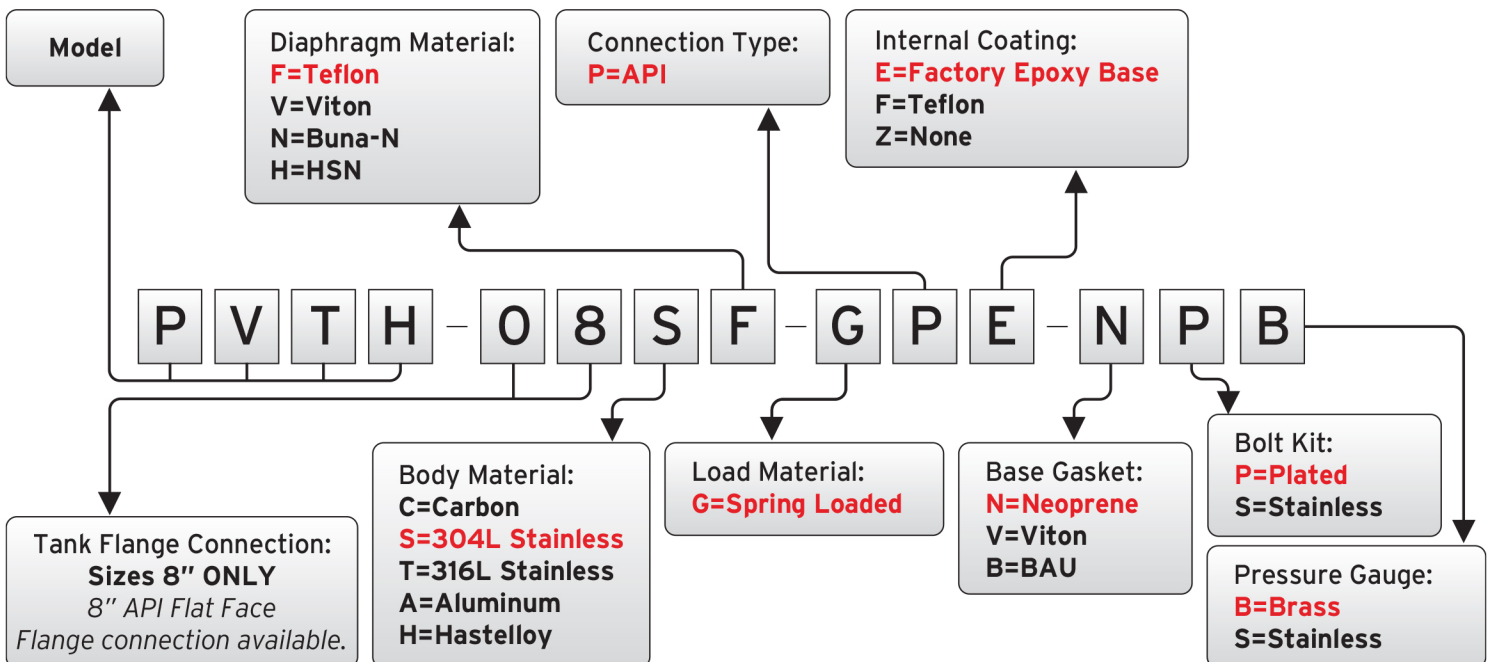 Model
Diaphragm Material:
F=Teflon
V=Viton
N=Buna-N
H=HSN
Connection Type:
P=API
Internal Coating:
E=Factory Epoxy Base
F=Teflon
Z=None
P V T H - 0 8 S F - G P E - N P B
Tank Flange Connection:
Sizes 8" ONLY
8" API Flat Face
Flange connection available.
Body Material:
C=Carbon
S=304L Stainless
T=316L Stainless
A=Aluminum
H=Hastelloy
Load Material:
G=Spring Loaded
Base Gasket:
N=Neoprene
V=Viton
B=BAU
Bolt Kit:
P=Plated
S=Stainless
Pressure Gauge:
B=Brass
S=Stainless